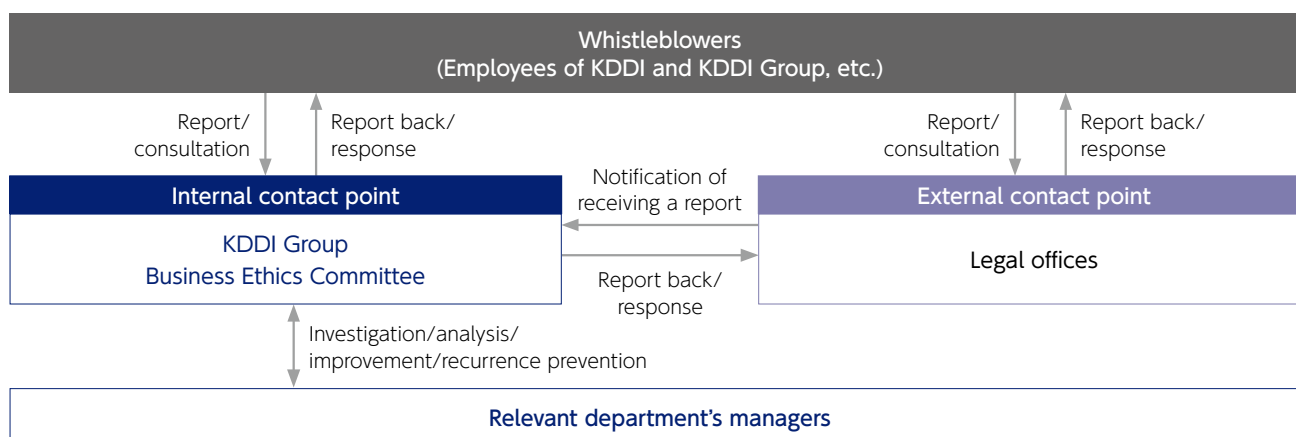 Whistleblowers
(Employees of KDDI and KDDI Group, etc.)
Report/
consultation
Report back/
response
Report/
consultation
Report back/
response
Internal contact point
KDDI Group
Business Ethics Committee
Notification of
receiving a report
Report back/
response
External contact point
Legal offices
Investigation/analysis/
improvement/recurrence prevention
Relevant department's managers